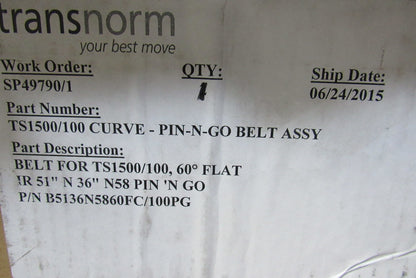 transnorm
your best move
Work Order: QTY: Ship Date:
SP49790/1 1 06/24/2015
Part Number:
TS1500/100 CURVE - PIN-N-GO BELT ASSY
Part Description:
BELT FOR TS1500/100, 60° FLAT
IR 51" N 36" N58 PIN 'N GO
P/N B5136N5860FC/100PG